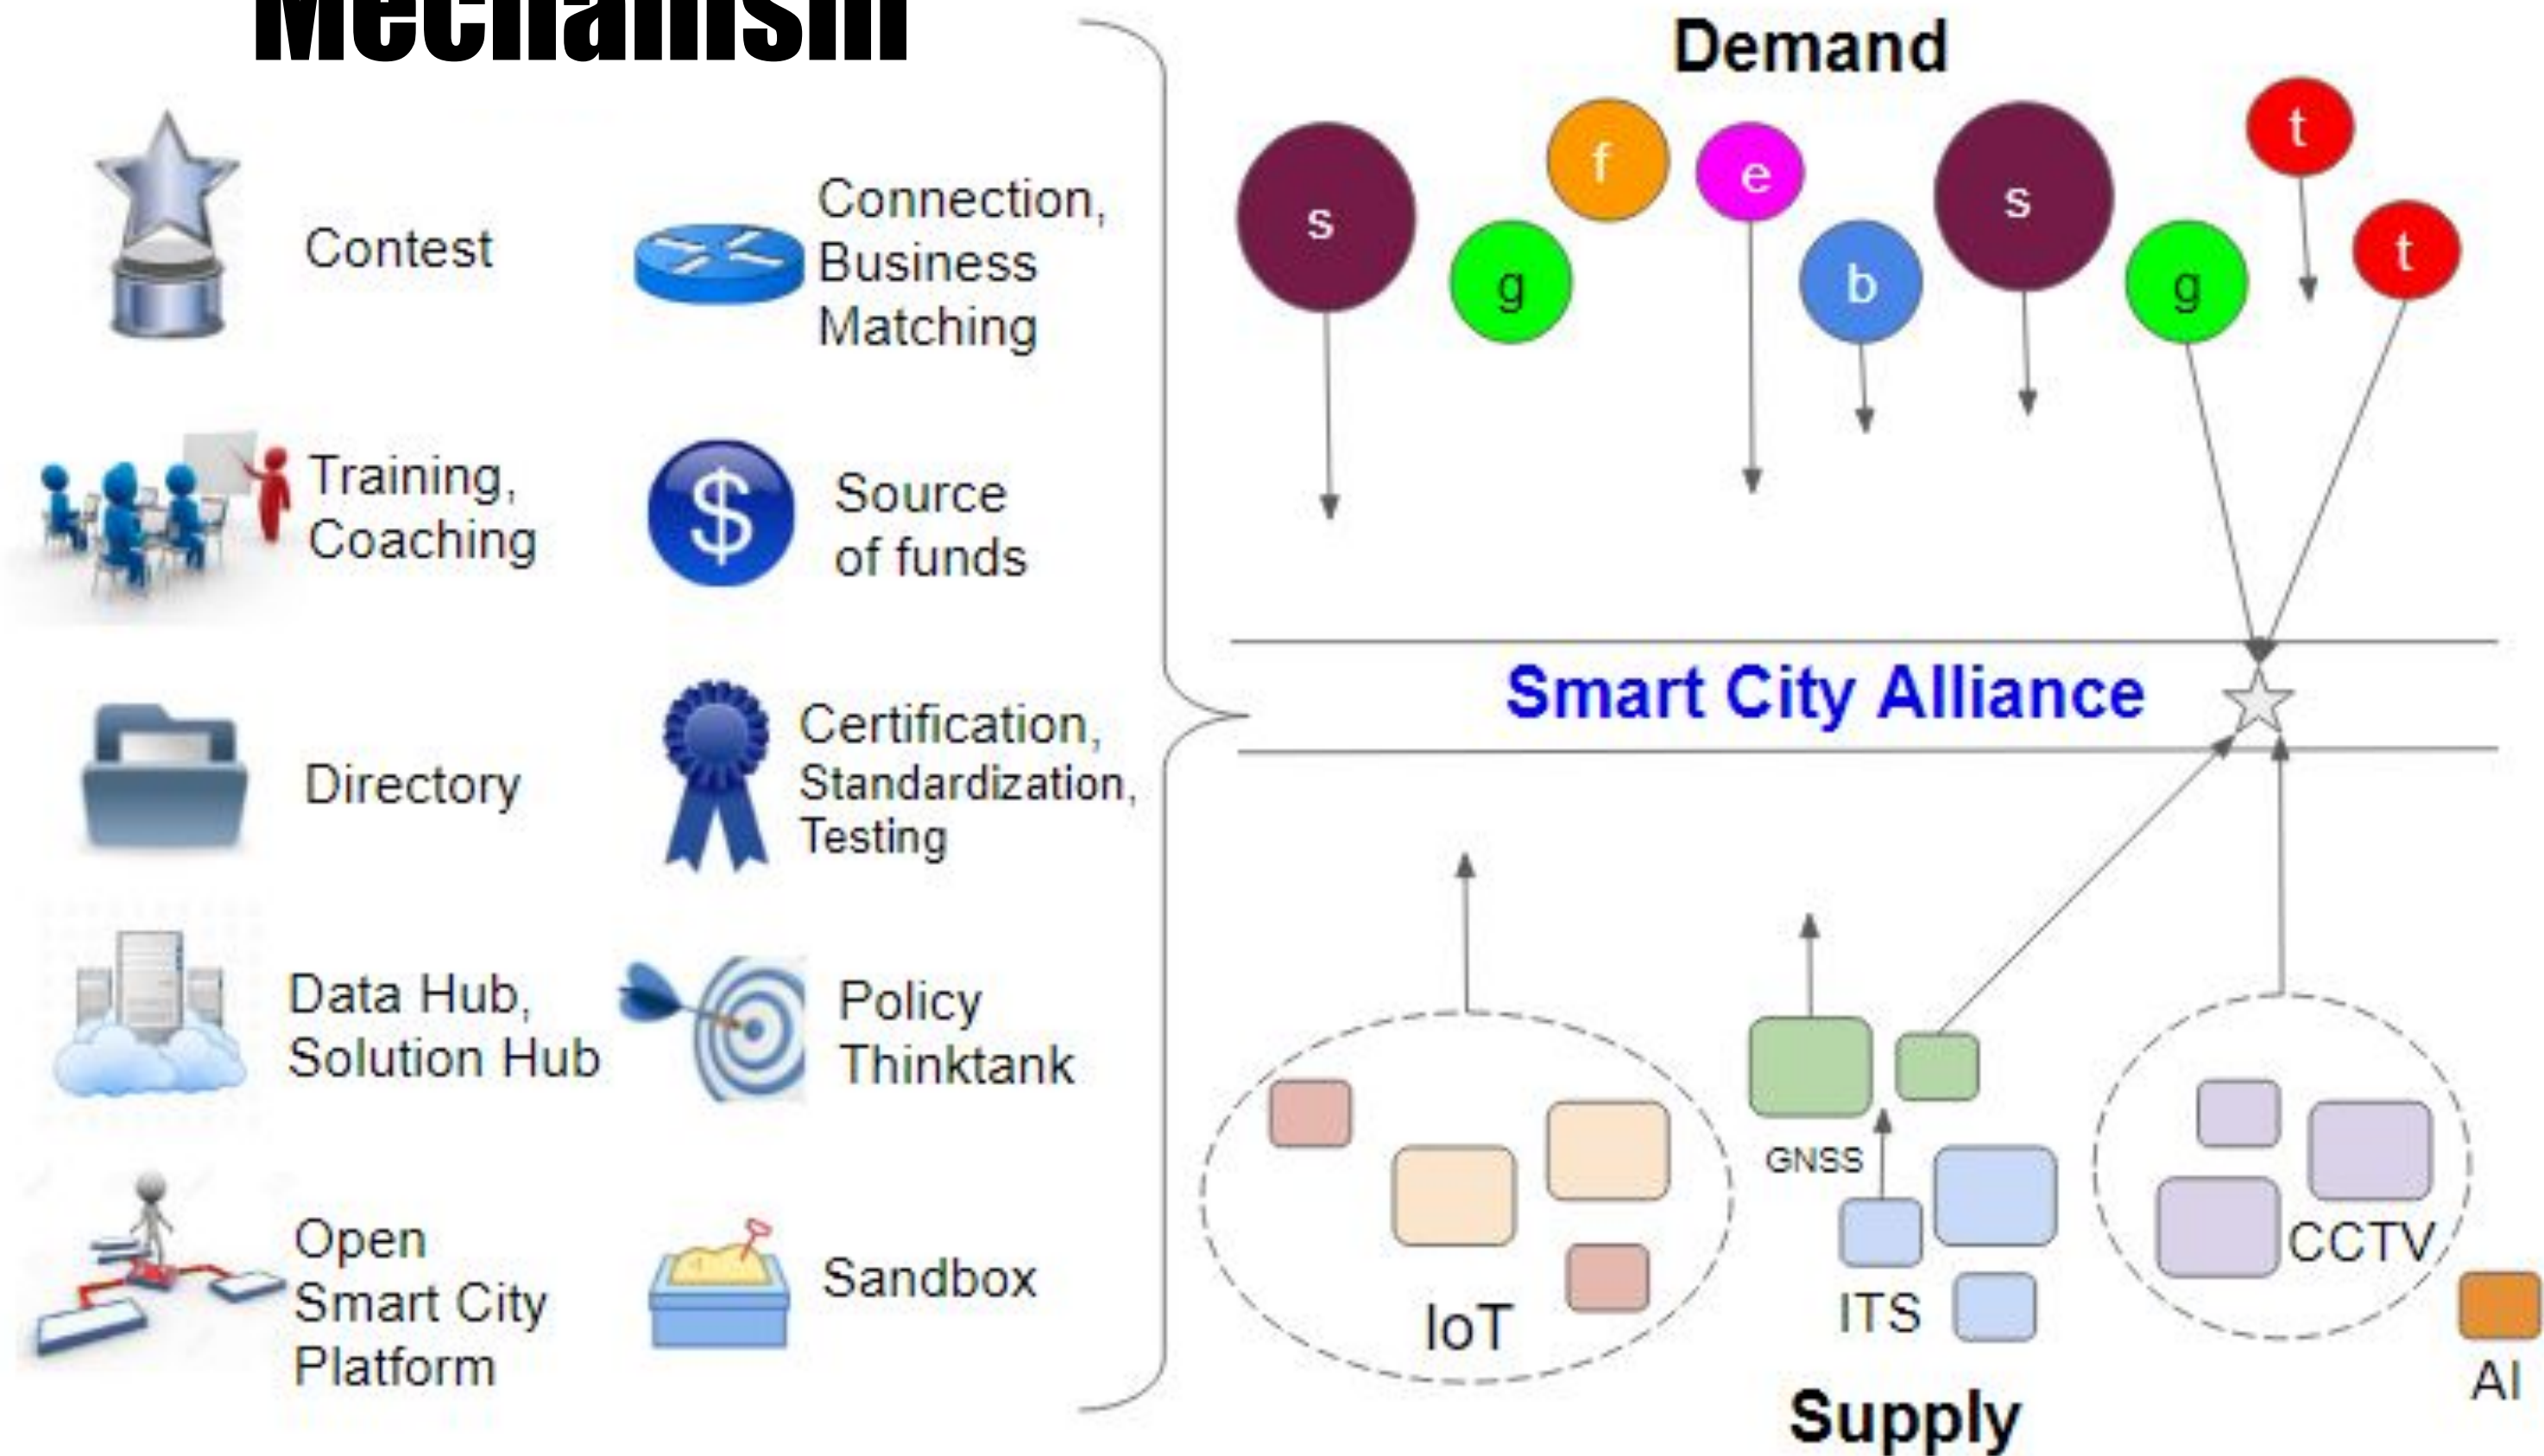 Mechanism
Contest
Connection,
Business
Matching
Training,
Coaching
$
Source
of funds
Directory
Certification,
Standardization,
Testing
Data Hub,
Solution Hub
Policy
Thinktank
Open
Smart City
Platform
Sandbox
Demand
s
g
f
e
b
s
g
t
t
Smart City Alliance
GNSS
IoT
ITS
CCTV
AI
Supply